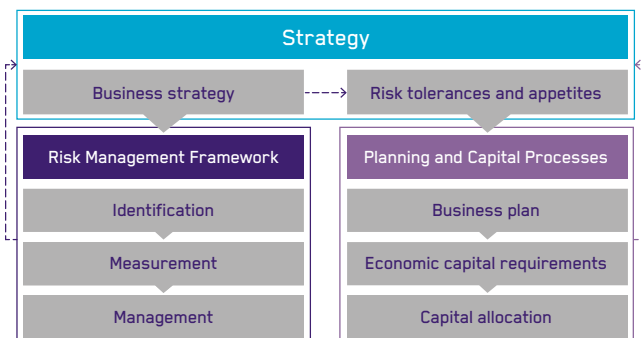 Strategy
Business strategy
Risk tolerances and appetites
Risk Management Framework
Identification
Measurement
Management
Planning and Capital Processes
Business plan
Economic capital requirements
Capital allocation